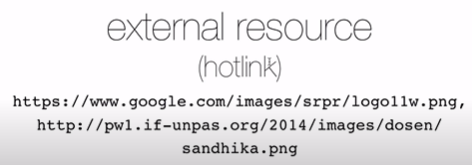 external resource
(hotlink)
https://www.google.com/images/srpr/logo11w.png,
http://pw1.if-unpas.org/2014/images/dosen/
sandhika.png